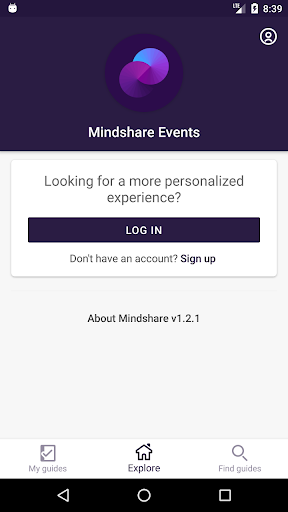 LTE 8:39
Mindshare Events
Looking for a more personalized
experience?
LOG IN
Don't have an account? Sign up
About Mindshare v1.2.1
My guides
Explore
Find guides